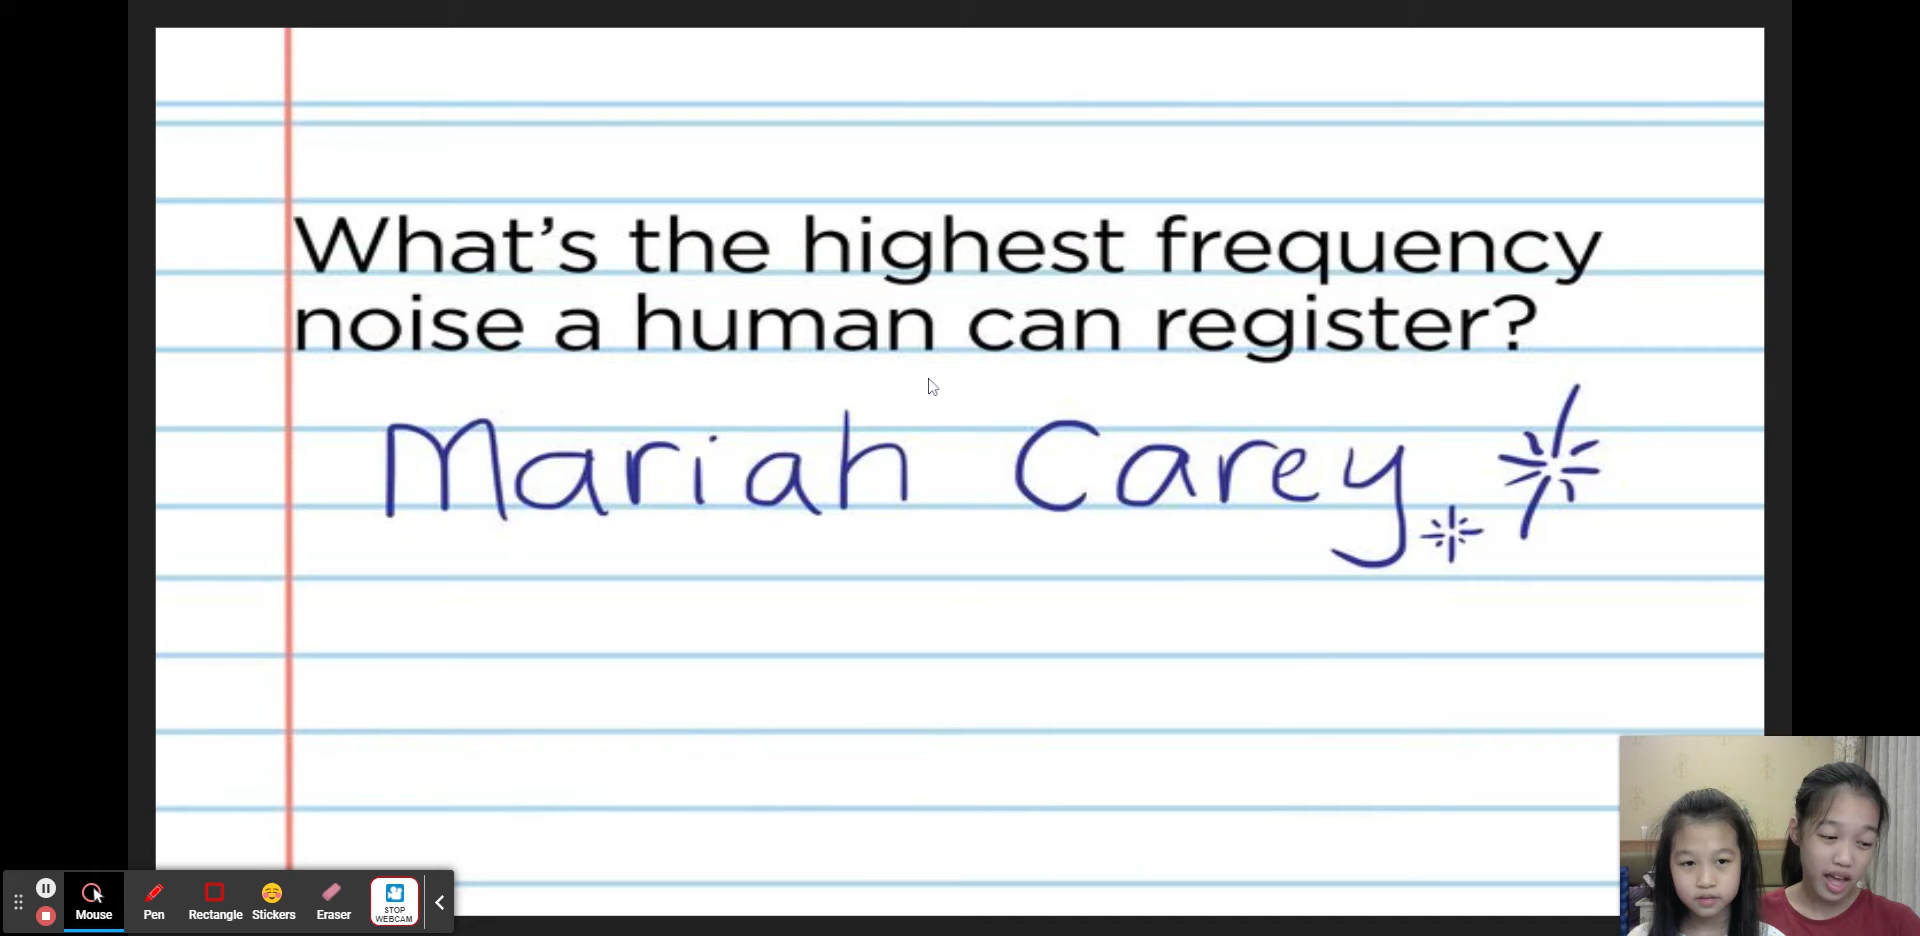 What's the highest frequency
noise a human can register?
Mariah Carey
Mouse
Pen
Rectangle
Stickers
Eraser
STOP
WEBCAM